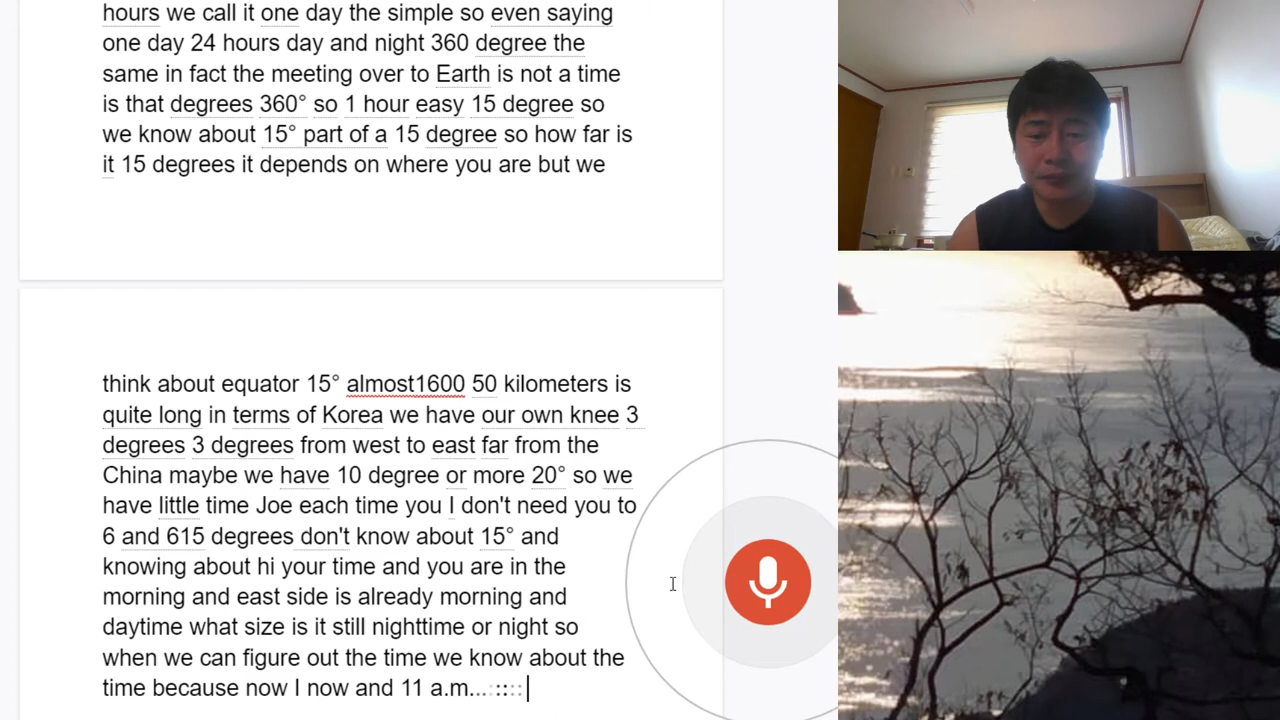 hours we call it one day the simple so even saying
one day 24 hours day and night 360 degree the
same in fact the meeting over to Earth is not a time
is that degrees 360° so 1 hour easy 15 degree so
we know about 15° part of a 15 degree so how far is
it 15 degrees it depends on where you are but we
think about equator 15° almost1600 50 kilometers is
quite long in terms of Korea we have our own knee 3
degrees 3 degrees from west to east far from the
China maybe we have 10 degree or more 20° so we
have little time Joe each time you I don't need you to
6 and 615 degrees don't know about 15° and
knowing about hi your time and you are in the
morning and east side is already morning and
daytime what size is it still nighttime or night so
when we can figure out the time we know about the
time because now I now and 11 a.m...:::::